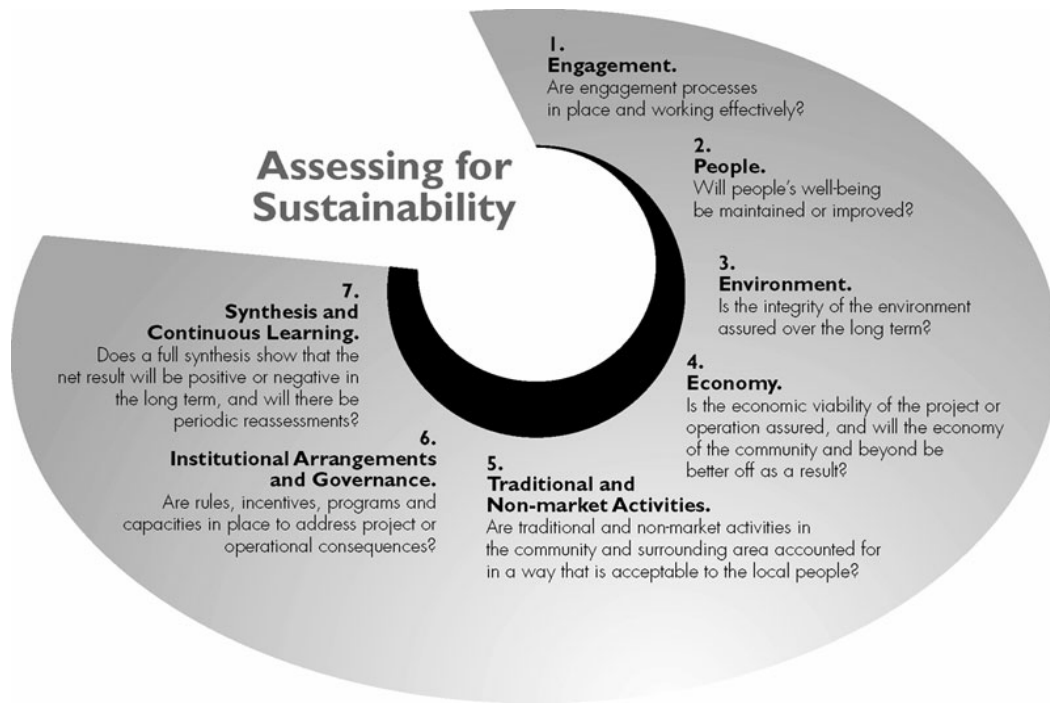 Assessing for
Sustainability
1.
Engagement.
Are engagement processes
in place and working effectively?
2.
People.
Will people's well-being
be maintained or improved?
3.
Environment.
Is the integrity of the environment
assured over the long term?
4.
Economy.
Is the economic viability of the project or
operation assured, and will the economy
of the community and beyond be
better off as a result?
5.
Traditional and
Non-market Activities.
Are traditional and non-market activities in
the community and surrounding area accounted for
in a way that is acceptable to the local people?
6.
Institutional Arrangements
and Governance.
Are rules, incentives, programs and
capacities in place to address project or
operational consequences?
7.
Synthesis and
Continuous Learning.
Does a full synthesis show that the
net result will be positive or negative in
the long term, and will there be
periodic reassessments?